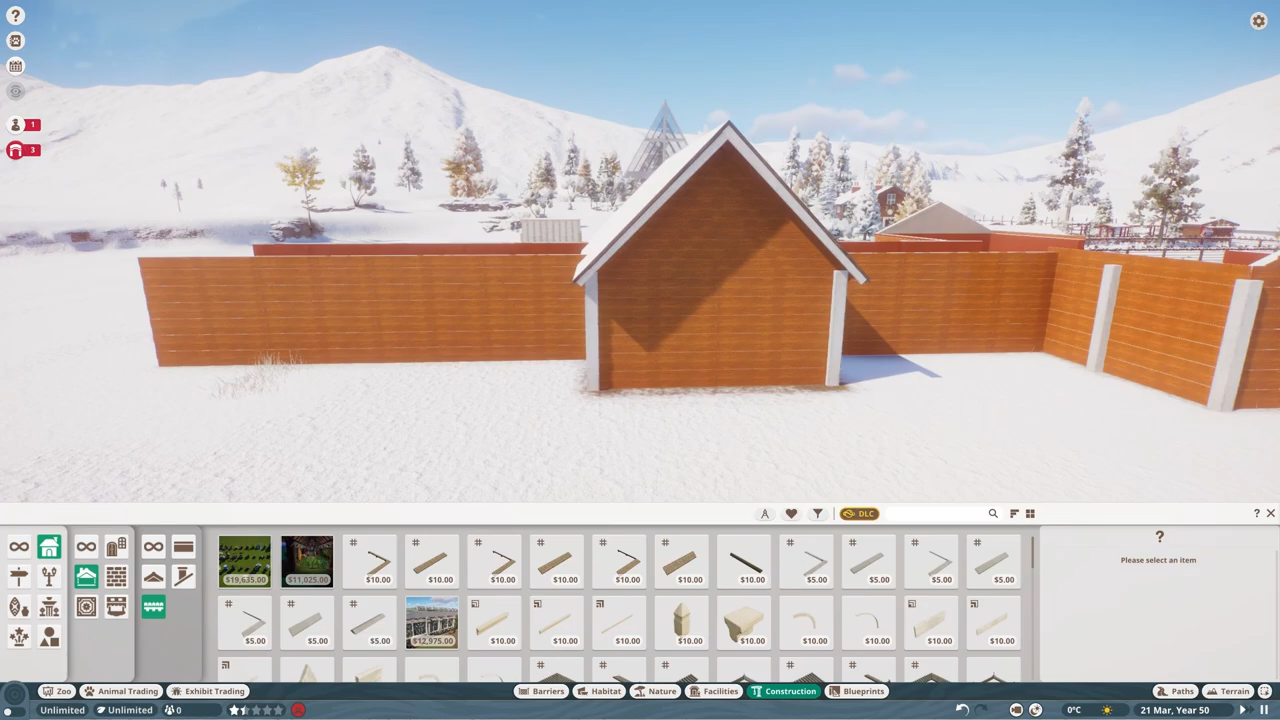 ?
1
3
DLC
?
$19,635.00
$11,025.00
$10.00
$10.00
$10.00
$10.00
$10.00
$10.00
$10.00
$5.00
$5.00
$5.00
$5.00
?
Please select an item
$5.00
$5.00
$5.00
$12,975.00
$10.00
$10.00
$10.00
$10.00
$10.00
$10.00
$10.00
$10.00
$10.00
Zoo
Animal Trading
Exhibit Trading
Barriers
Habitat
Nature
Facilities
Construction
Blueprints
Paths
Terrain
Unlimited
Unlimited
0
0°C
21 Mar, Year 50